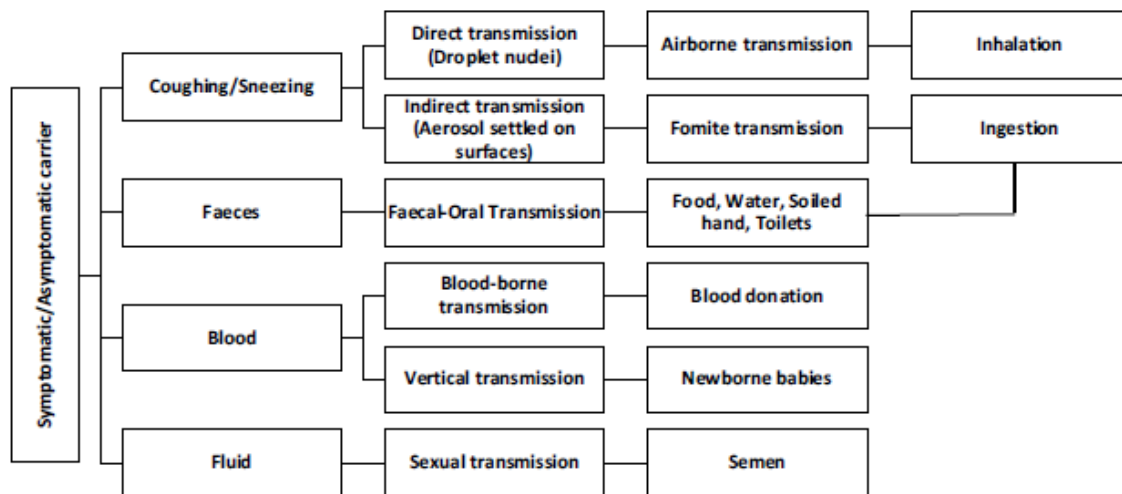 Symptomatic/Asymptomatic carrier
Coughing/Sneezing
Direct transmission
(Droplet nuclei)
Airborne transmission
Inhalation
Indirect transmission
(Aerosol settled on
surfaces)
Fomite transmission
Ingestion
Faeces
Faecal-Oral Transmission
Food, Water, Soiled
hand, Toilets
Blood
Blood-borne
transmission
Blood donation
Vertical transmission
Newborne babies
Fluid
Sexual transmission
Semen